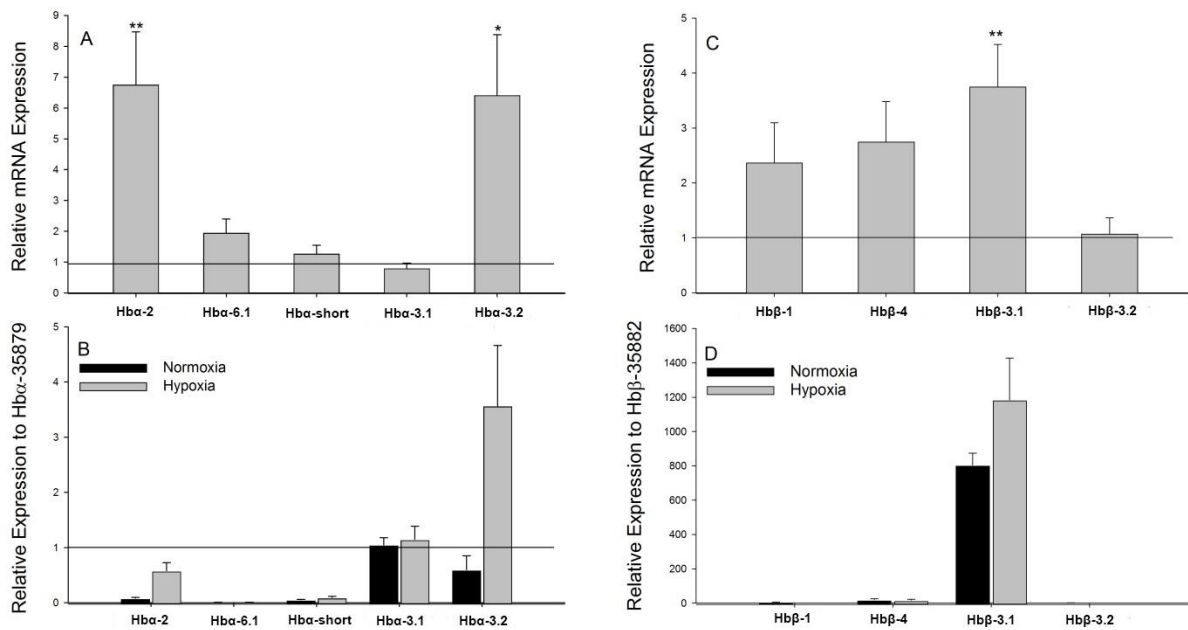 A
**
*
Relative mRNA Expression
9
8
7
6
5
4
3
2
1
0
Hbα-2 Hbα-6.1 Hbα-short Hbα-3.1 Hbα-3.2
B
Normoxia
Hypoxia
Relative Expression to Hbα-35879
5
4
3
2
1
0
Hbα-2 Hbα-6.1 Hbα-short Hbα-3.1 Hbα-3.2
C
**
Relative mRNA Expression
5
4
3
2
1
0
Hbβ-1 Hbβ-4 Hbβ-3.1 Hbβ-3.2
D
Normoxia
Hypoxia
Relative Expression to Hbβ-35882
1600
1400
1200
1000
800
600
400
200
0
Hbβ-1 Hbβ-4 Hbβ-3.1 Hbβ-3.2